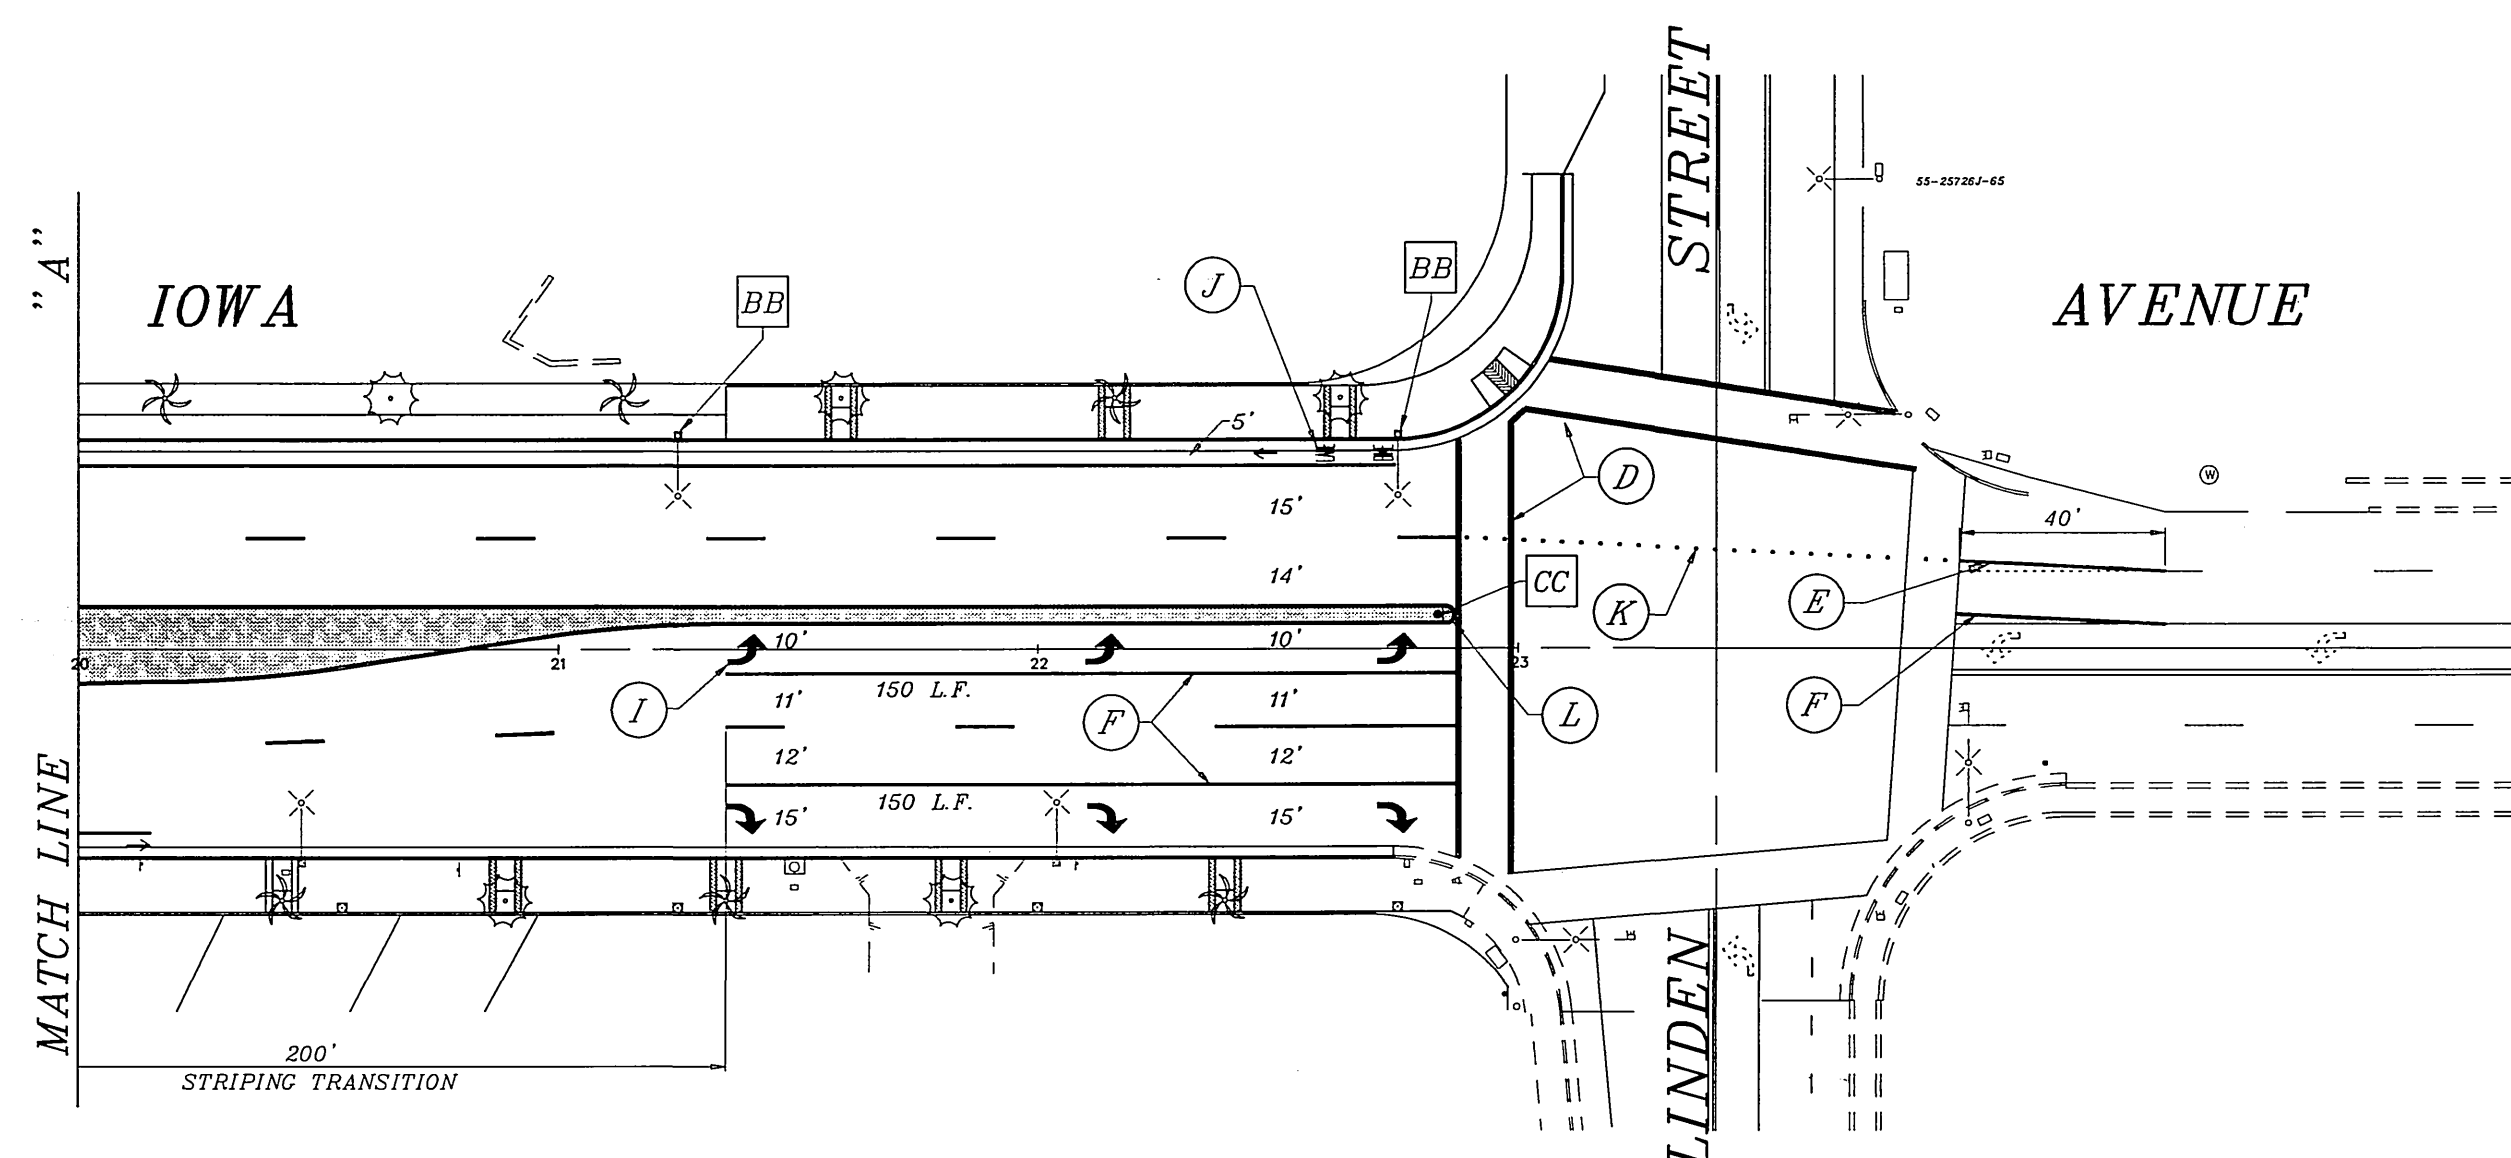 STREET
55-25726J-65
"A"
IOWA
AVENUE
BB
J
BB
5'
D
W
15'
40'
14'
CC
K
E
10'
10'
20
21
22
23
I
150 L.F.
11'
11'
F
L
F
12'
12'
150 L.F.
15'
15'
MATCH LINE
LINDEN
200'
STRIPING TRANSITION